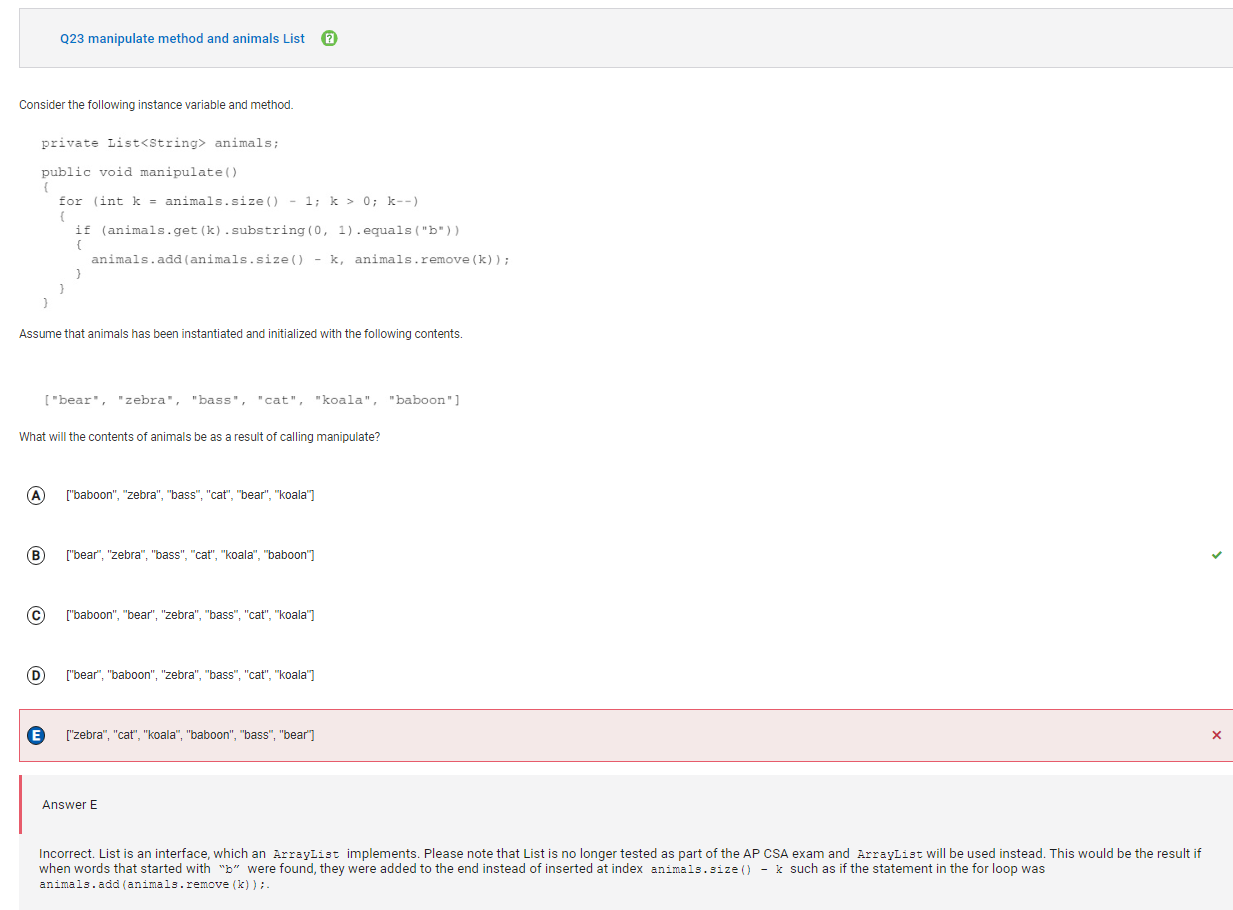 Q23 manipulate method and animals List ?
Consider the following instance variable and method.
private List<String> animals;
public void manipulate()
{
for (int k = animals.size() - 1; k > 0; k--)
{
if (animals.get(k).substring(0, 1).equals("b"))
{
animals.add(animals.size() - k, animals.remove(k));
}
}
}
Assume that animals has been instantiated and initialized with the following contents.
["bear", "zebra", "bass", "cat", "koala", "baboon"]
What will the contents of animals be as a result of calling manipulate?
A ["baboon", "zebra", "bass", "cat", "bear", "koala"]
B ["bear", "zebra", "bass", "cat", "koala", "baboon"]
C ["baboon", "bear", "zebra", "bass", "cat", "koala"]
D ["bear", "baboon", "zebra", "bass", "cat", "koala"]
E ["zebra", "cat", "koala", "baboon", "bass", "bear"]
Answer E
Incorrect. List is an interface, which an ArrayList implements. Please note that List is no longer tested as part of the AP CSA exam and ArrayList will be used instead. This would be the result if
when words that started with “b” were found, they were added to the end instead of inserted at index animals.size() - k such as if the statement in the for loop was
animals.add(animals.remove(k));.